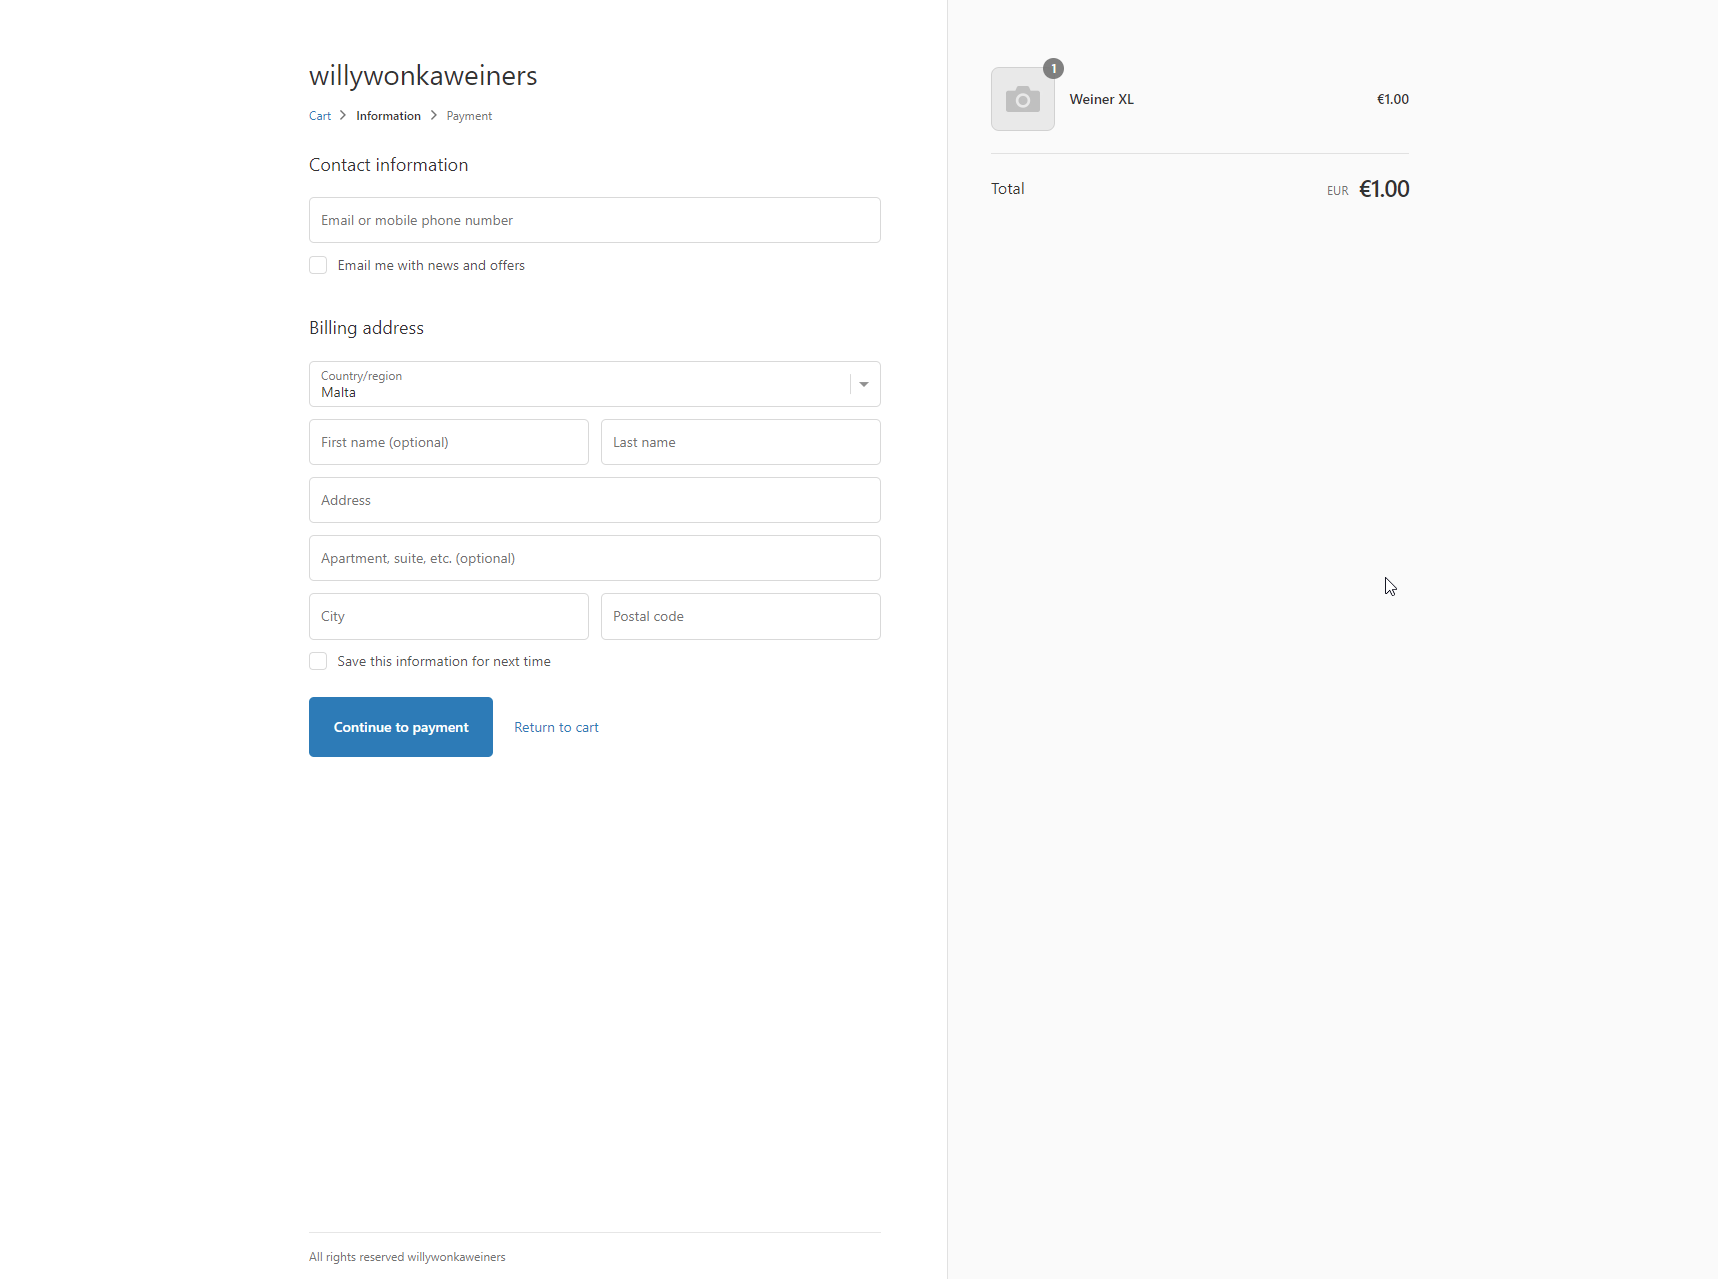 willywonkaweiners
Cart > Information > Payment
Contact information
Email or mobile phone number
Email me with news and offers
Billing address
Country/region
Malta
First name (optional) Last name
Address
Apartment, suite, etc. (optional)
City Postal code
Save this information for next time
Continue to payment Return to cart
All rights reserved willywonkaweiners
1
Weiner XL €1.00
Total EUR €1.00